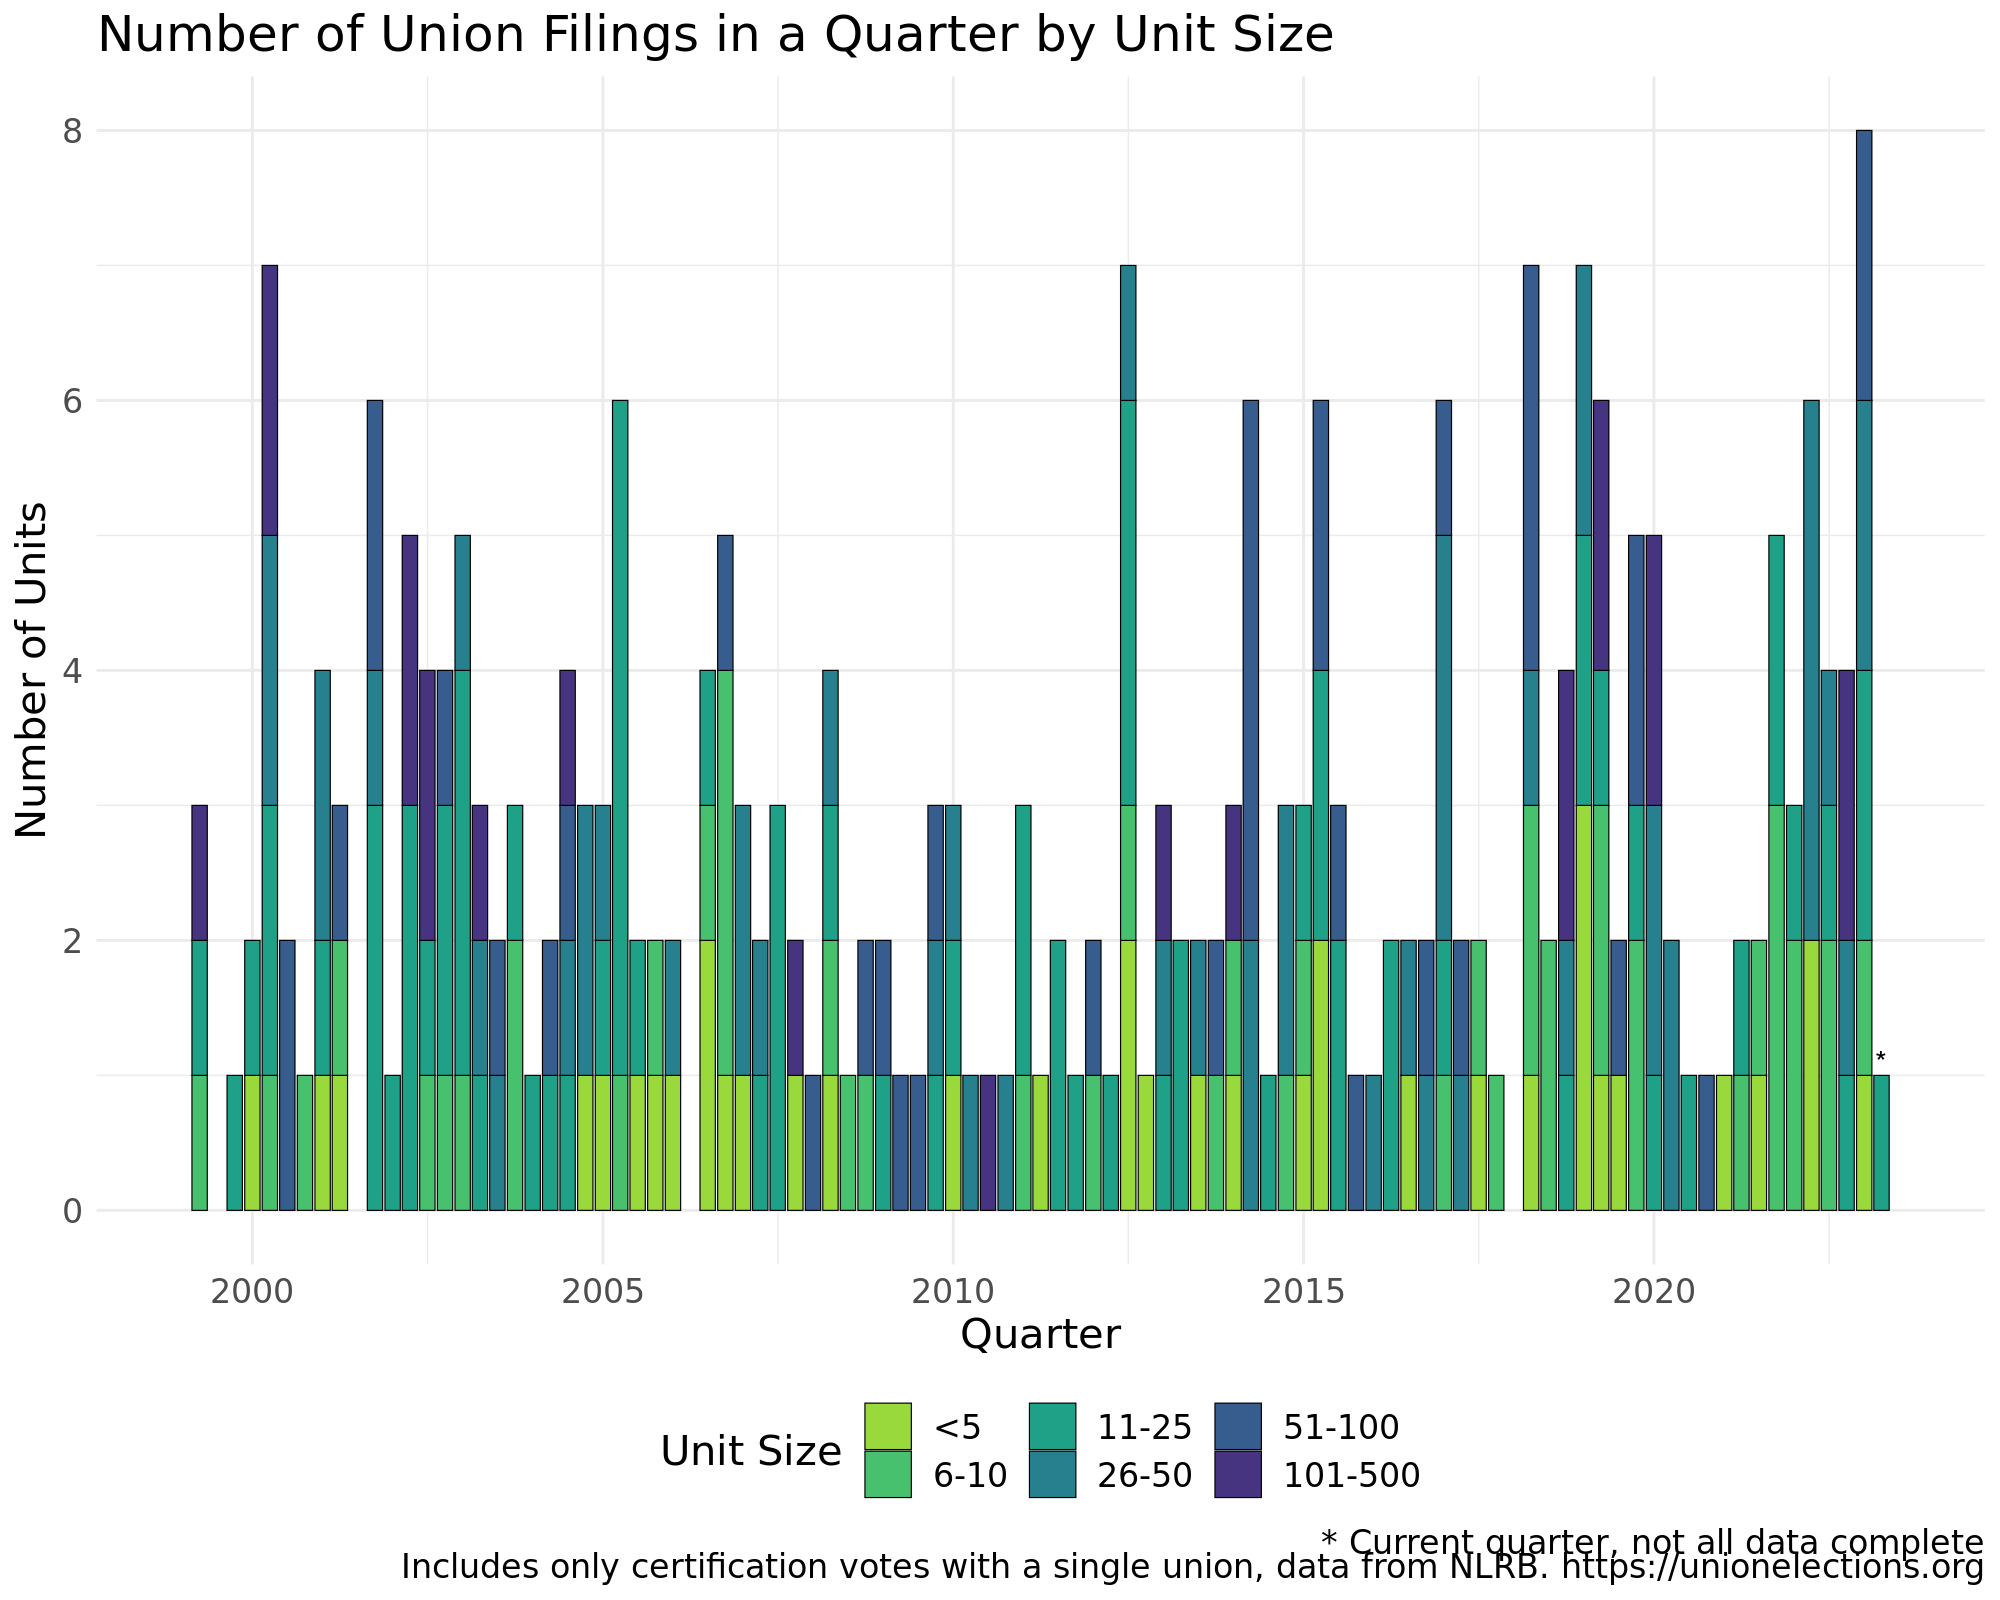 Number of Union Filings in a Quarter by Unit Size
Number of Units
8
6
4
2
0
*
2000 2005 2010 2015 2020
Quarter
Unit Size
<5 11-25 51-100
6-10 26-50 101-500
* Current quarter, not all data complete
Includes only certification votes with a single union, data from NLRB. https://unionelections.org